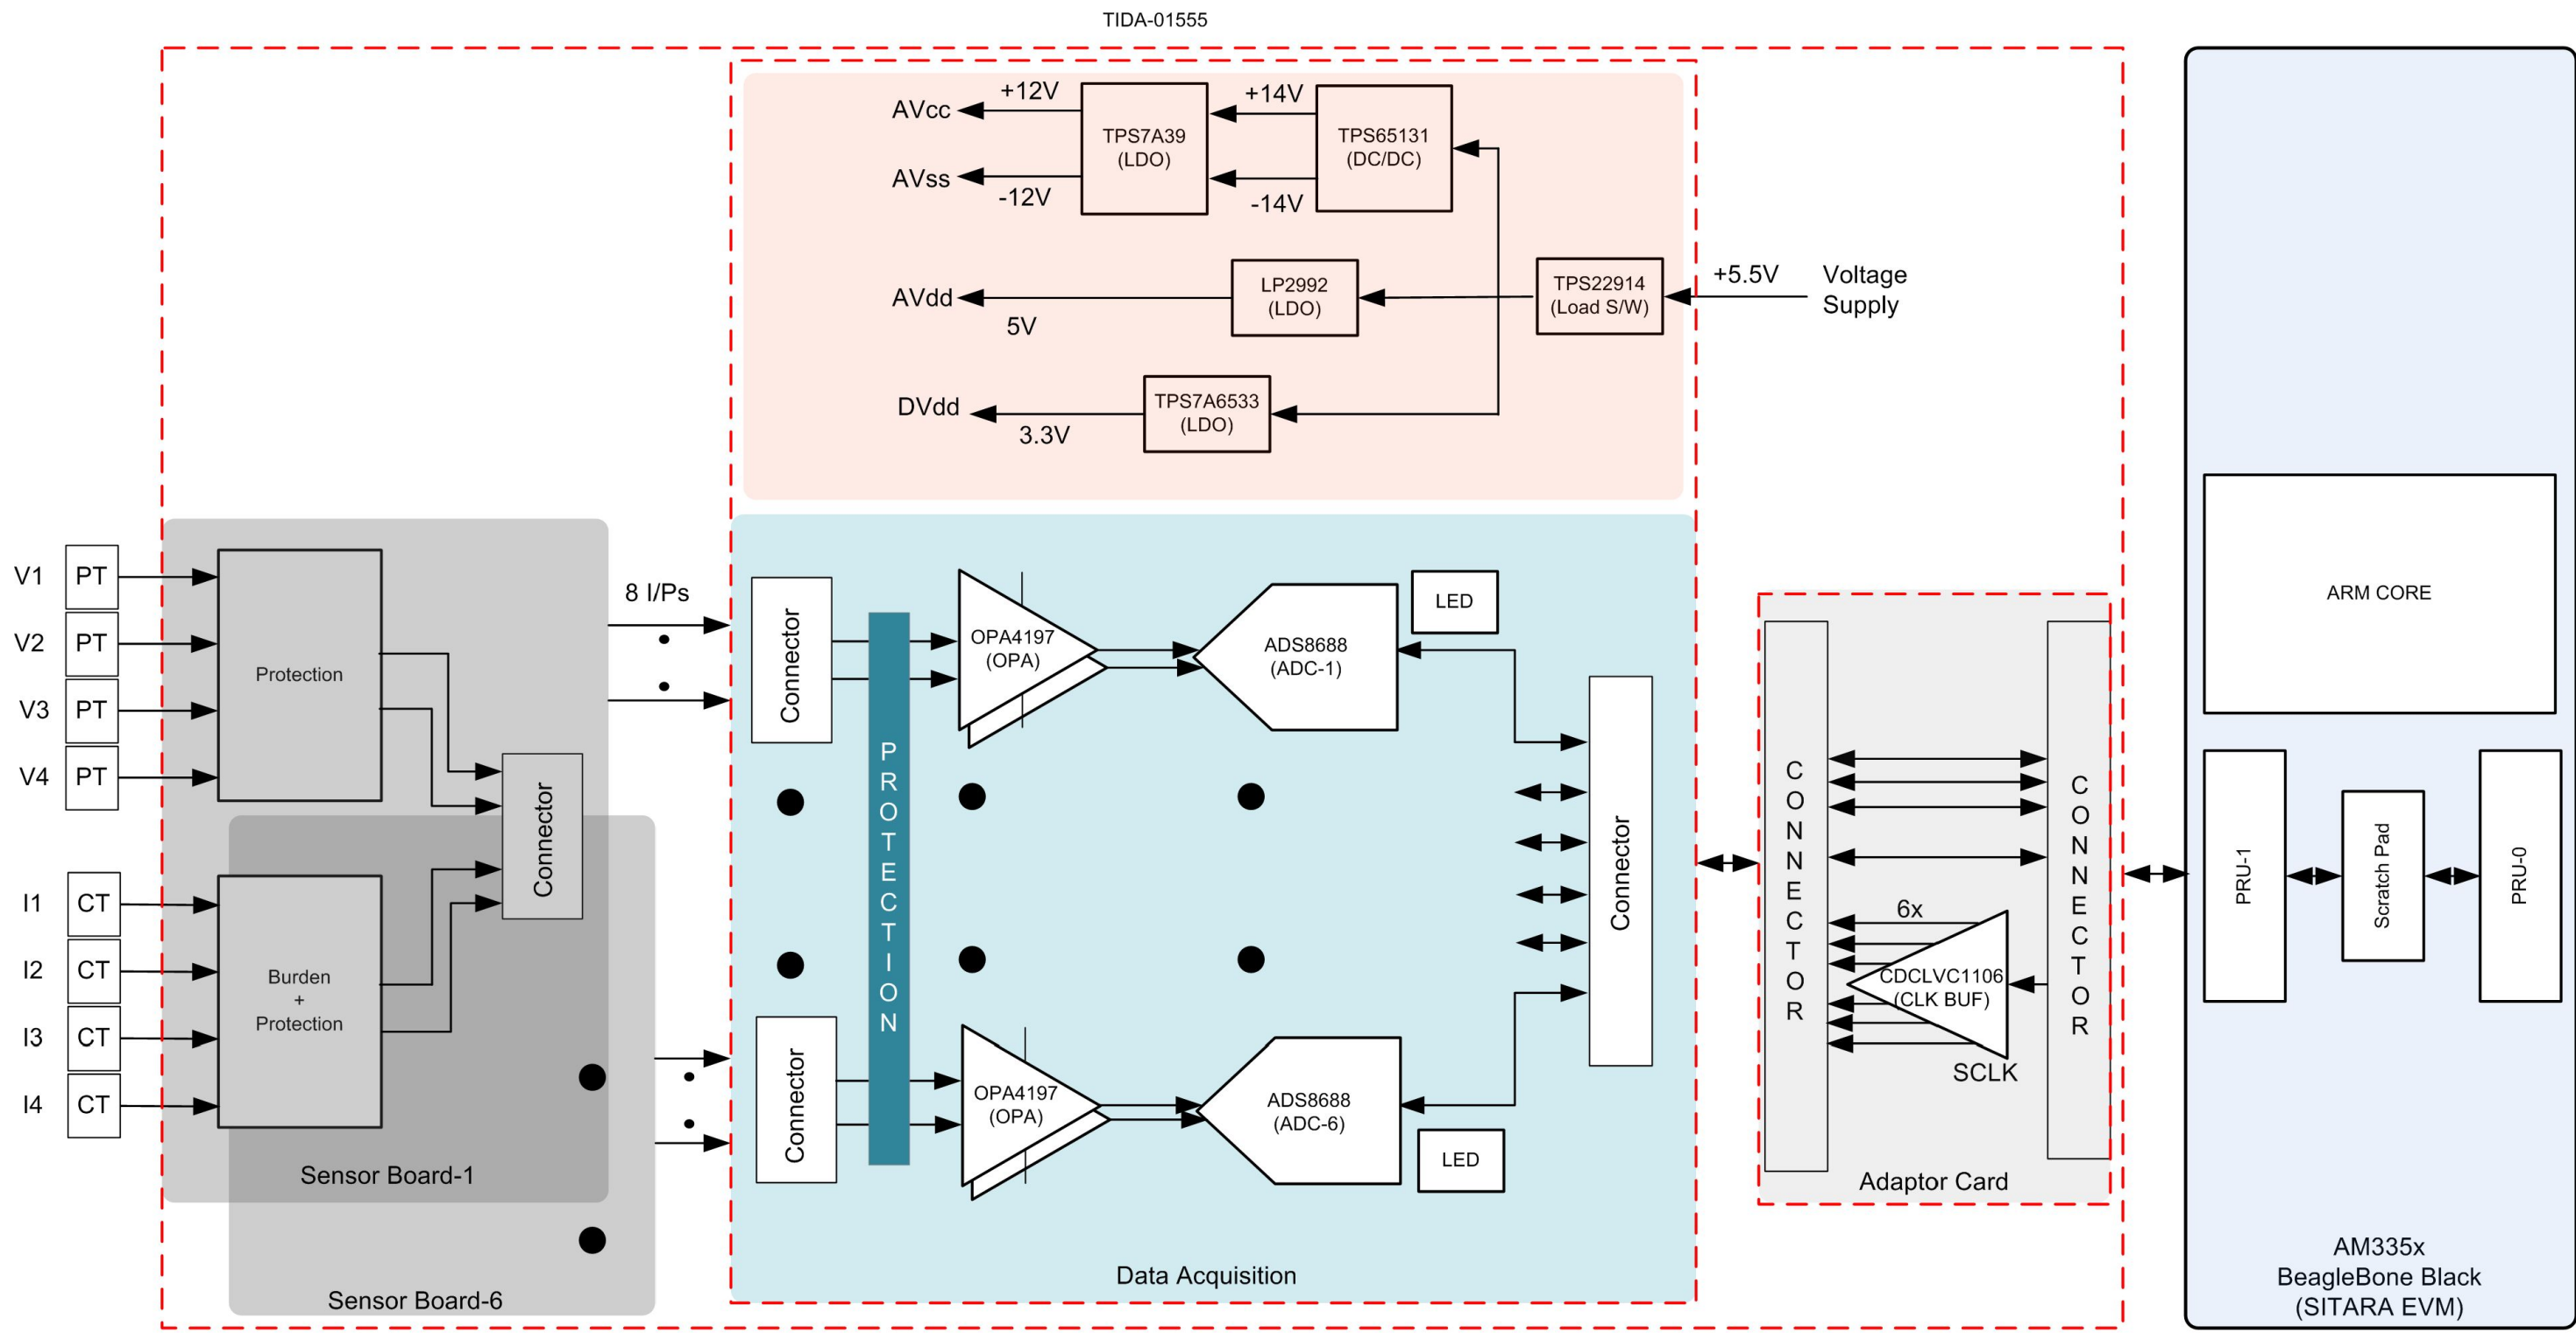 TIDA-01555
AVcc
+12V
TPS7A39
(LDO)
+14V
TPS65131
(DC/DC)
AVss
-12V
-14V
AVdd
5V
LP2992
(LDO)
TPS22914
(Load S/W)
+5.5V
Voltage
Supply
DVdd
3.3V
TPS7A6533
(LDO)
V1
PT
V2
PT
V3
PT
V4
PT
Protection
Connector
I1
CT
I2
CT
I3
CT
I4
CT
Burden
+
Protection
Sensor Board-1
Sensor Board-6
8 I/Ps
Connector
Connector
PROTECTION
OPA4197
(OPA)
ADS8688
(ADC-1)
LED
OPA4197
(OPA)
ADS8688
(ADC-6)
LED
Connector
Data Acquisition
CONNECTOR
6x
CDCLVC1106
(CLK BUF)
SCLK
CONNECTOR
Adaptor Card
ARM CORE
PRU-1
Scratch Pad
PRU-0
AM335x
BeagleBone Black
(SITARA EVM)